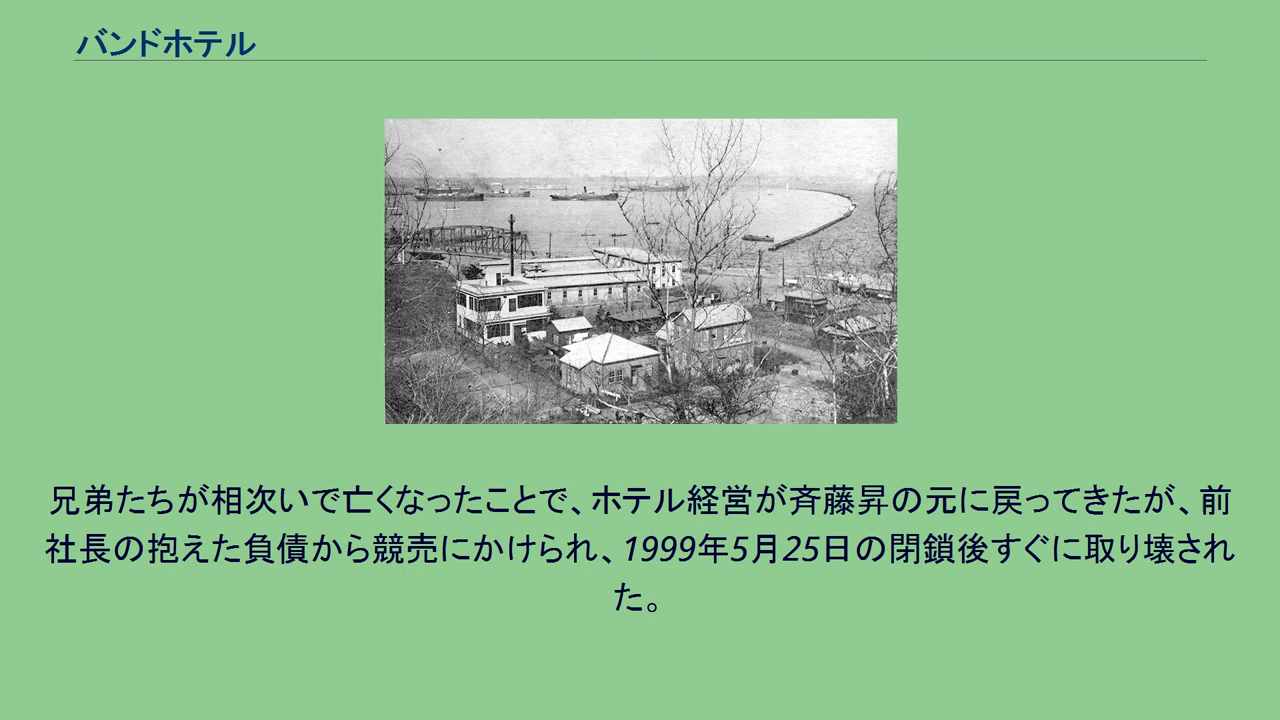 バンドホテル
兄弟たちが相次いで亡くなったことで、ホテル経営が斉藤昇の元に戻ってきたが、前
社長の抱えた負債から競売にかけられ、1999年5月25日の閉鎖後すぐに取り壊され
た。